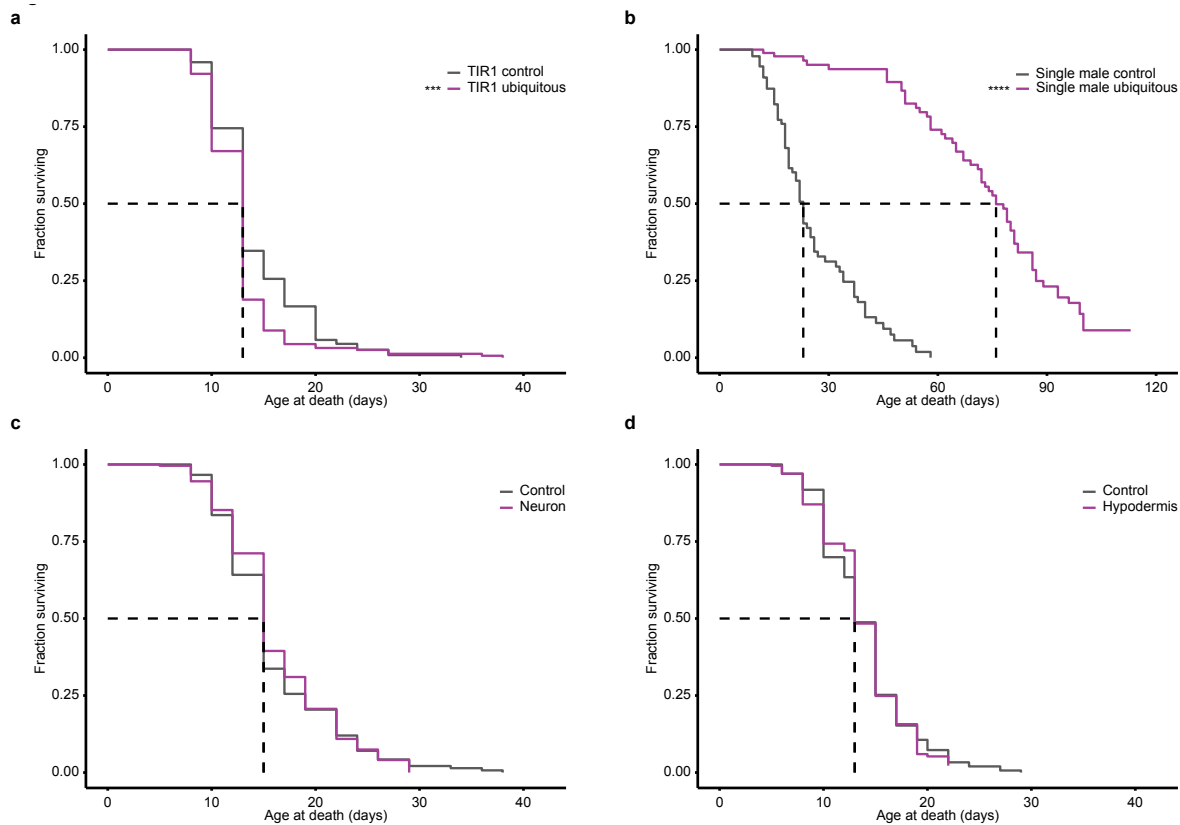 a
1.00
0.75
0.50
0.25
0.00
Fraction surviving
TIR1 control
*** TIR1 ubiquitous
0 10 20 30 40
Age at death (days)
b
1.00
0.75
0.50
0.25
0.00
Fraction surviving
Single male control
**** Single male ubiquitous
0 30 60 90 120
Age at death (days)
c
1.00
0.75
0.50
0.25
0.00
Fraction surviving
Control
Neuron
0 10 20 30 40
Age at death (days)
d
1.00
0.75
0.50
0.25
0.00
Fraction surviving
Control
Hypodermis
0 10 20 30 40
Age at death (days)